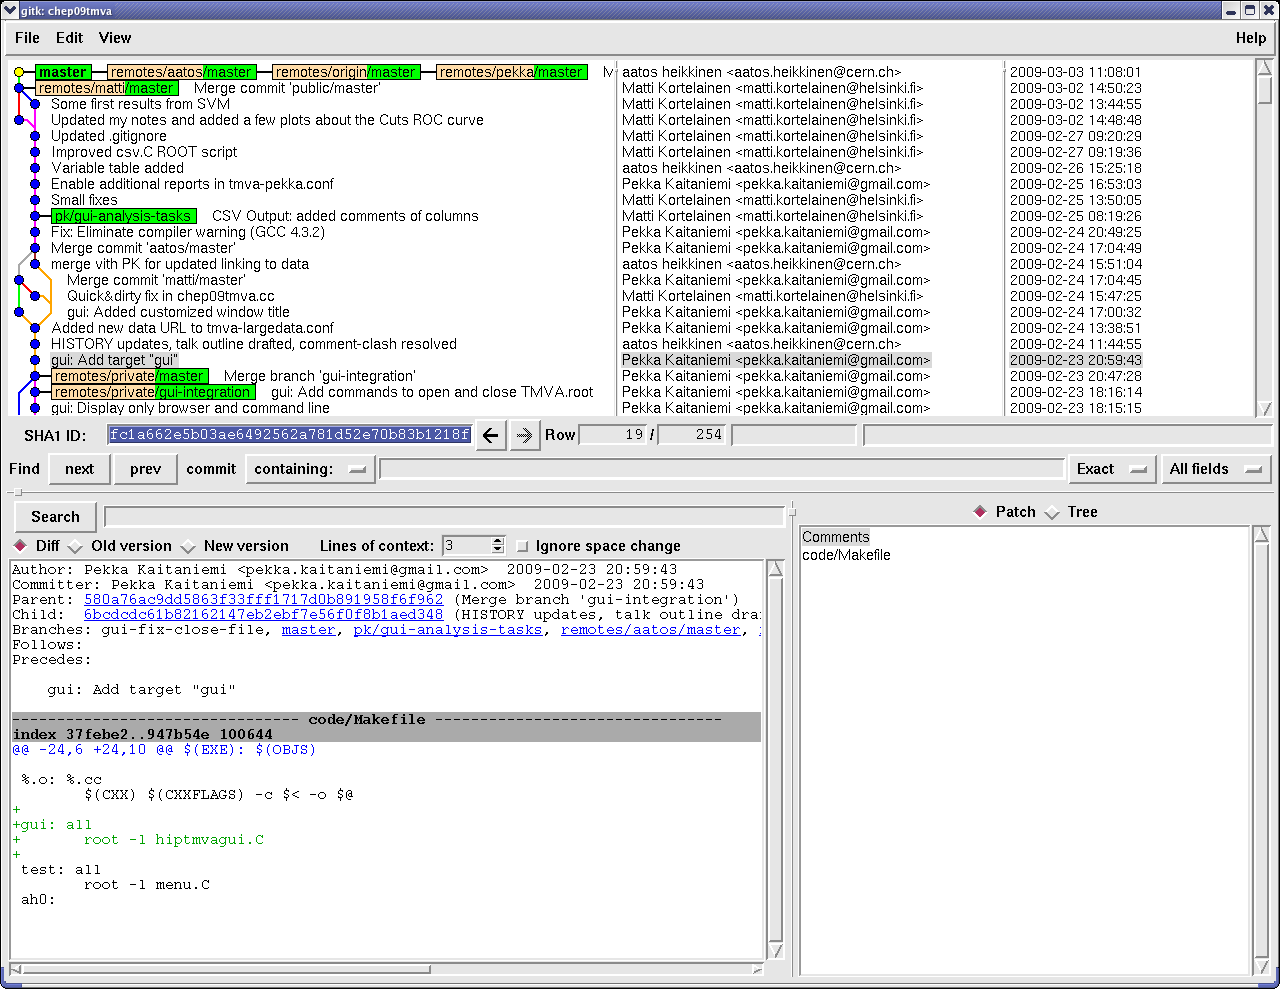 gitk: chep09tmva
File Edit View Help
master remotes/aatos/master remotes/origin/master remotes/pekka/master M aatos heikkinen <aatos.heikkinen@cern.ch> 2009-03-03 11:08:01
remotes/matti/master Merge commit 'public/master' Matti Kortelainen <matti.kortelainen@helsinki.fi> 2009-03-02 14:50:23
Some first results from SVM Matti Kortelainen <matti.kortelainen@helsinki.fi> 2009-03-02 13:44:55
Updated my notes and added a few plots about the Cuts ROC curve Matti Kortelainen <matti.kortelainen@helsinki.fi> 2009-03-02 14:48:48
Updated .gitignore Matti Kortelainen <matti.kortelainen@helsinki.fi> 2009-02-27 09:20:29
Improved csv.C ROOT script Matti Kortelainen <matti.kortelainen@helsinki.fi> 2009-02-27 09:19:36
Variable table added aatos heikkinen <aatos.heikkinen@cern.ch> 2009-02-26 15:25:18
Enable additional reports in tmva-pekka.conf Pekka Kaitaniemi <pekka.kaitaniemi@gmail.com> 2009-02-25 16:53:03
Small fixes Matti Kortelainen <matti.kortelainen@helsinki.fi> 2009-02-25 13:50:05
pk/gui-analysis-tasks CSV Output: added comments of columns Matti Kortelainen <matti.kortelainen@helsinki.fi> 2009-02-25 08:19:26
Fix: Eliminate compiler warning (GCC 4.3.2) Pekka Kaitaniemi <pekka.kaitaniemi@gmail.com> 2009-02-24 20:49:25
Merge commit 'aatos/master' Pekka Kaitaniemi <pekka.kaitaniemi@gmail.com> 2009-02-24 17:04:49
merge vith PK for updated linking to data aatos heikkinen <aatos.heikkinen@cern.ch> 2009-02-24 15:51:04
Merge commit 'matti/master' Pekka Kaitaniemi <pekka.kaitaniemi@gmail.com> 2009-02-24 17:04:45
Quick&dirty fix in chep09tmva.cc Matti Kortelainen <matti.kortelainen@helsinki.fi> 2009-02-24 15:47:25
gui: Added customized window title Pekka Kaitaniemi <pekka.kaitaniemi@gmail.com> 2009-02-24 17:00:32
Added new data URL to tmva-largedata.conf Pekka Kaitaniemi <pekka.kaitaniemi@gmail.com> 2009-02-24 13:38:51
HISTORY updates, talk outline drafted, comment-clash resolved aatos heikkinen <aatos.heikkinen@cern.ch> 2009-02-24 11:44:55
gui: Add target "gui" Pekka Kaitaniemi <pekka.kaitaniemi@gmail.com> 2009-02-23 20:59:43
remotes/private/master Merge branch 'gui-integration' Pekka Kaitaniemi <pekka.kaitaniemi@gmail.com> 2009-02-23 20:47:28
remotes/private/gui-integration gui: Add commands to open and close TMVA.root Pekka Kaitaniemi <pekka.kaitaniemi@gmail.com> 2009-02-23 18:16:14
gui: Display only browser and command line Pekka Kaitaniemi <pekka.kaitaniemi@gmail.com> 2009-02-23 18:15:15
SHA1 ID: fc1a662e5b03ae6492562a781d52e70b83b1218f Row 19 / 254
Find next prev commit containing: Exact All fields
Search Patch Tree
Diff Old version New version Lines of context: 3 Ignore space change
Comments
code/Makefile
Author: Pekka Kaitaniemi <pekka.kaitaniemi@gmail.com> 2009-02-23 20:59:43
Committer: Pekka Kaitaniemi <pekka.kaitaniemi@gmail.com> 2009-02-23 20:59:43
Parent: 580a76ac9dd5863f33fff1717d0b891958f6f962 (Merge branch 'gui-integration')
Child: 6bcdcdc61b82162147eb2ebf7e56f0f8b1aed348 (HISTORY updates, talk outline dra
Branches: gui-fix-close-file, master, pk/gui-analysis-tasks, remotes/aatos/master,
Follows:
Precedes:
gui: Add target "gui"
-------------------------------- code/Makefile --------------------------------
index 37febe2..947b54e 100644
@@ -24,6 +24,10 @@ $(EXE): $(OBJS)
%.o: %.cc
$(CXX) $(CXXFLAGS) -c $< -o $@
+
+gui: all
+ root -l hiptmvagui.C
+
test: all
root -l menu.C
ah0: